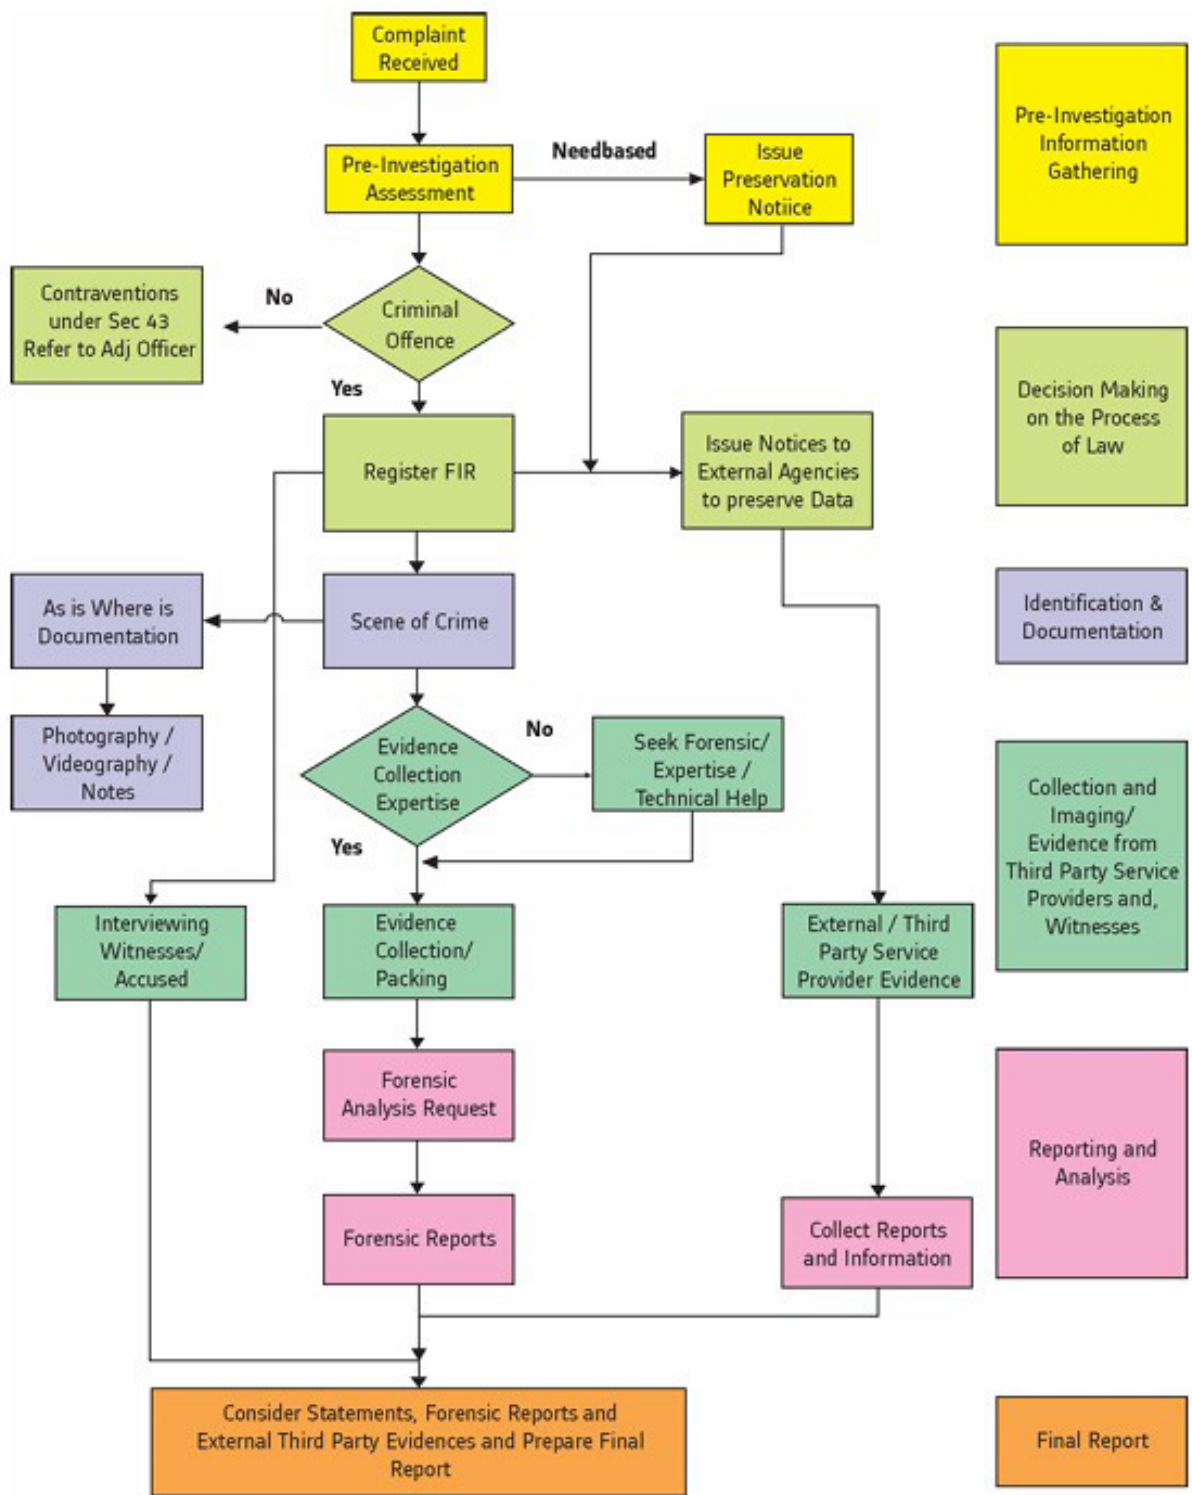 Complaint
Received
Pre-Investigation
Assessment
Needbased
Issue
Preservation
Notiice
Criminal
Offence
No
Contraventions
under Sec 43
Refer to Adj Officer
Yes
Register FIR
Issue Notices to
External Agencies
to preserve Data
Scene of Crime
As is Where is
Documentation
Photography /
Videography /
Notes
Evidence
Collection
Expertise
No
Seek Forensic/
Expertise /
Technical Help
Yes
Interviewing
Witnesses/
Accused
Evidence
Collection/
Packing
External / Third
Party Service
Provider Evidence
Forensic
Analysis Request
Forensic Reports
Collect Reports
and Information
Consider Statements, Forensic Reports and
External Third Party Evidences and Prepare Final
Report
Pre-Investigation
Information
Gathering
Decision Making
on the Process
of Law
Identification &
Documentation
Collection and
Imaging/
Evidence from
Third Party Service
Providers and,
Witnesses
Reporting and
Analysis
Final Report